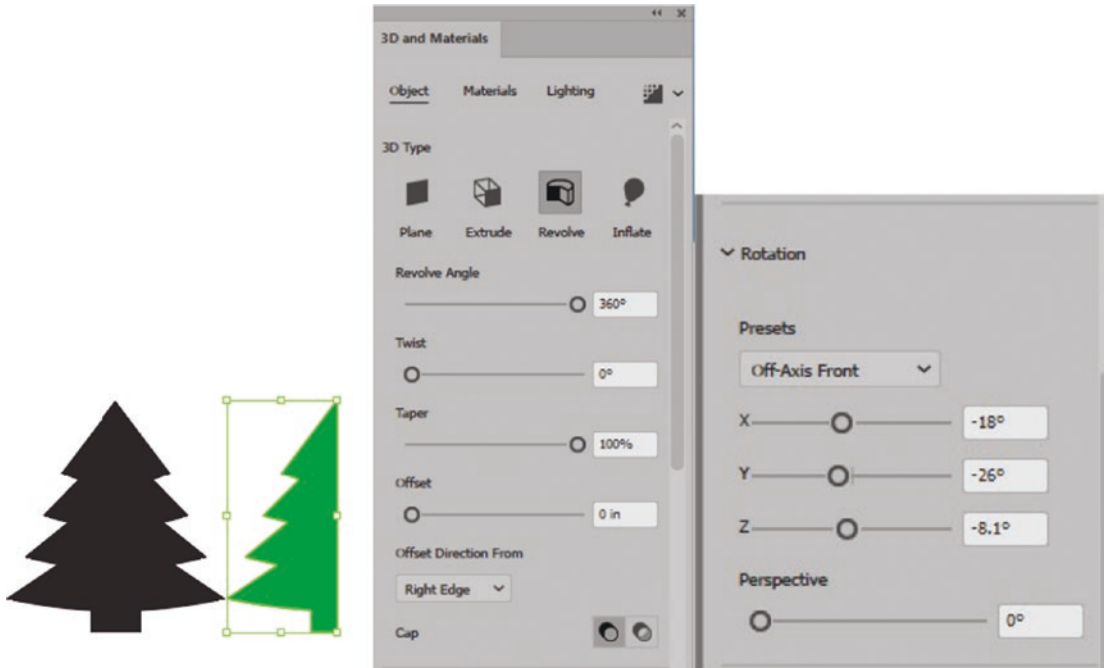 3D and Materials
Object Materials Lighting
3D Type
Plane Extrude Revolve Inflate
Revolve Angle
360°
Twist
0°
Taper
100%
Offset
0 in
Offset Direction From
Right Edge
Cap
Rotation
Presets
Off-Axis Front
X -18°
Y -26°
Z -8.1°
Perspective
0°